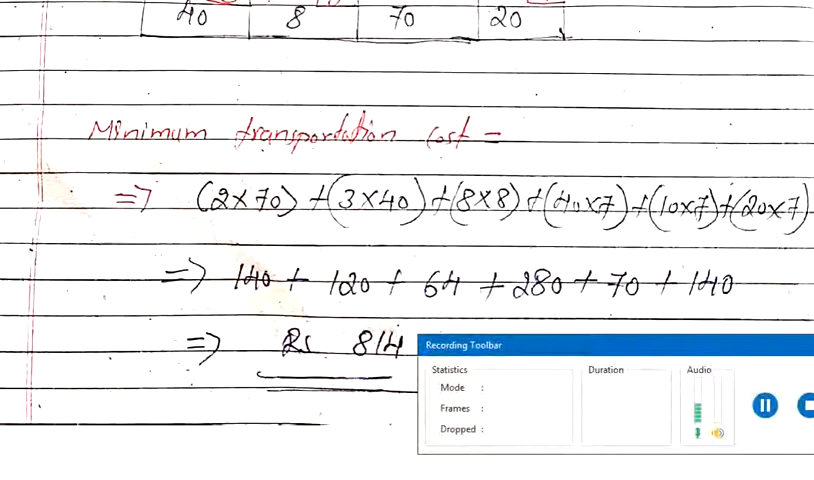 40 8 70 20
Minimum transportation cost =
=> (2×70) + (3×40) + (8×8) + (40×7) + (10×7) + (20×7)
=> 140 + 120 + 64 + 280 + 70 + 140
=> Rs 814
Recording Toolbar
Statistics Duration Audio
Mode :
Frames :
Dropped :